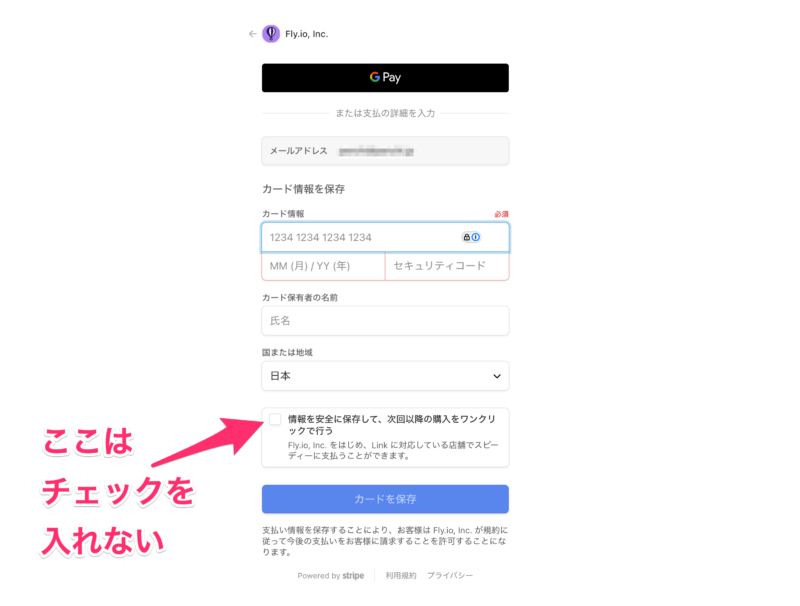 Fly.io, Inc.
G Pay
または支払の詳細を入力
メールアドレス
カード情報を保存
カード情報 必須
1234 1234 1234 1234
MM (月) / YY (年) セキュリティコード
カード保有者の名前
氏名
国または地域
日本
情報を安全に保存して、次回以降の購入をワンクリ
ックで行う
Fly.io, Inc. をはじめ、Link に対応している店舗でスピー
ディーに支払うことができます。
ここは
チェックを
入れない
カードを保存
支払い情報を保存することにより、お客様は Fly.io, Inc. が規約に
従って今後の支払いをお客様に請求することを許可することにな
ります。
Powered by stripe 利用規約 プライバシー